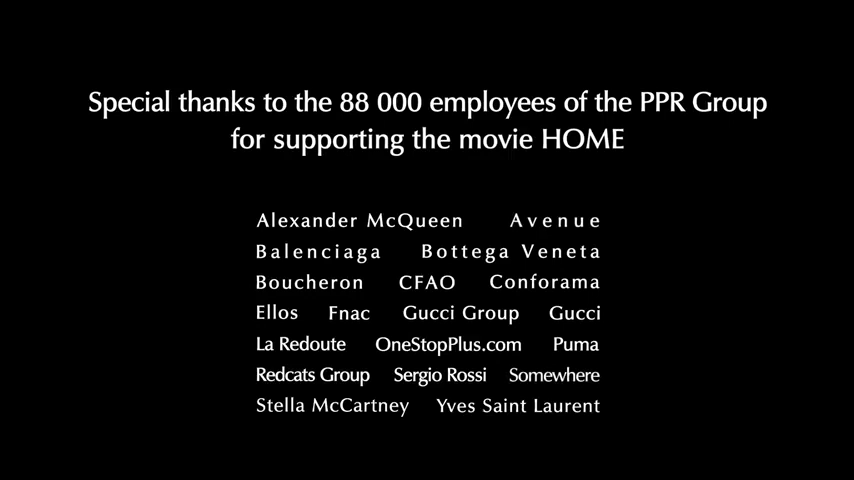 Special thanks to the 88 000 employees of the PPR Group
for supporting the movie HOME
Alexander McQueen Avenue
Balenciaga Bottega Veneta
Boucheron CFAO Conforama
Ellos Fnac Gucci Group Gucci
La Redoute OneStopPlus.com Puma
Redcats Group Sergio Rossi Somewhere
Stella McCartney Yves Saint Laurent